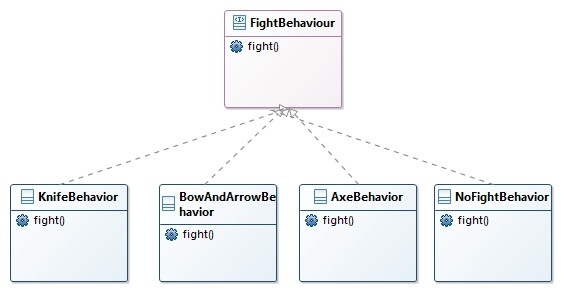 FightBehaviour
fight()
KnifeBehavior
fight()
BowAndArrowBe
havior
fight()
AxeBehavior
fight()
NoFightBehavior
fight()